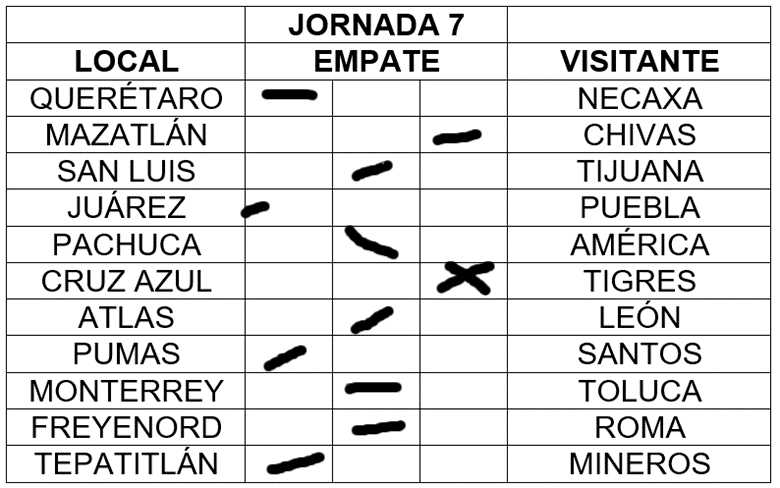 JORNADA 7
LOCAL EMPATE VISITANTE
QUERÉTARO NECAXA
MAZATLÁN CHIVAS
SAN LUIS TIJUANA
JUÁREZ PUEBLA
PACHUCA AMÉRICA
CRUZ AZUL TIGRES
ATLAS LEÓN
PUMAS SANTOS
MONTERREY TOLUCA
FREYENORD ROMA
TEPATITLÁN MINEROS